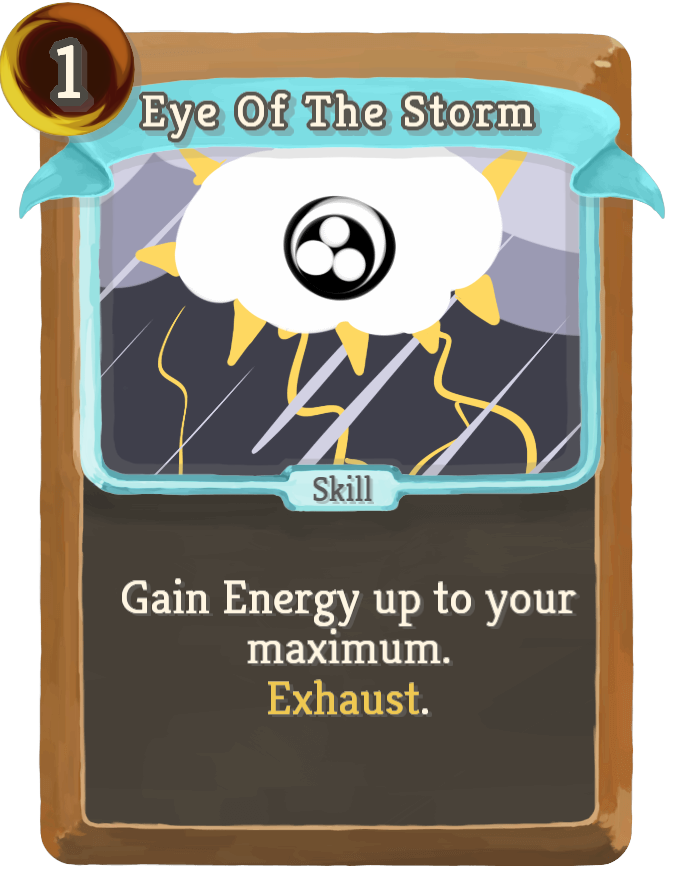 1
Eye Of The Storm
Skill
Gain Energy up to your
maximum.
Exhaust.